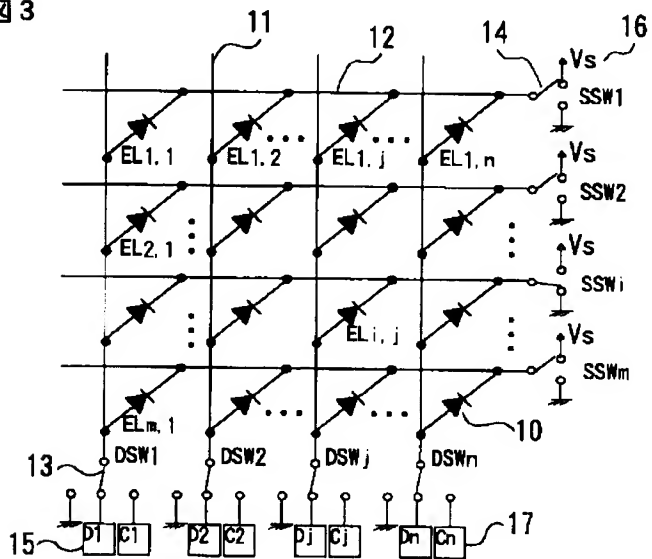 図3
11 16
12 14 Vs
SSW1
EL1,1 EL1,2 EL1,j EL1,n
Vs
SSW2
EL2,1
Vs
SSWi
ELi,j
Vs
SSWm
ELm,1 10
13 DSW1 DSW2 DSWj DSWn
15 D1 C1 D2 C2 Dj Cj Dn Cn 17